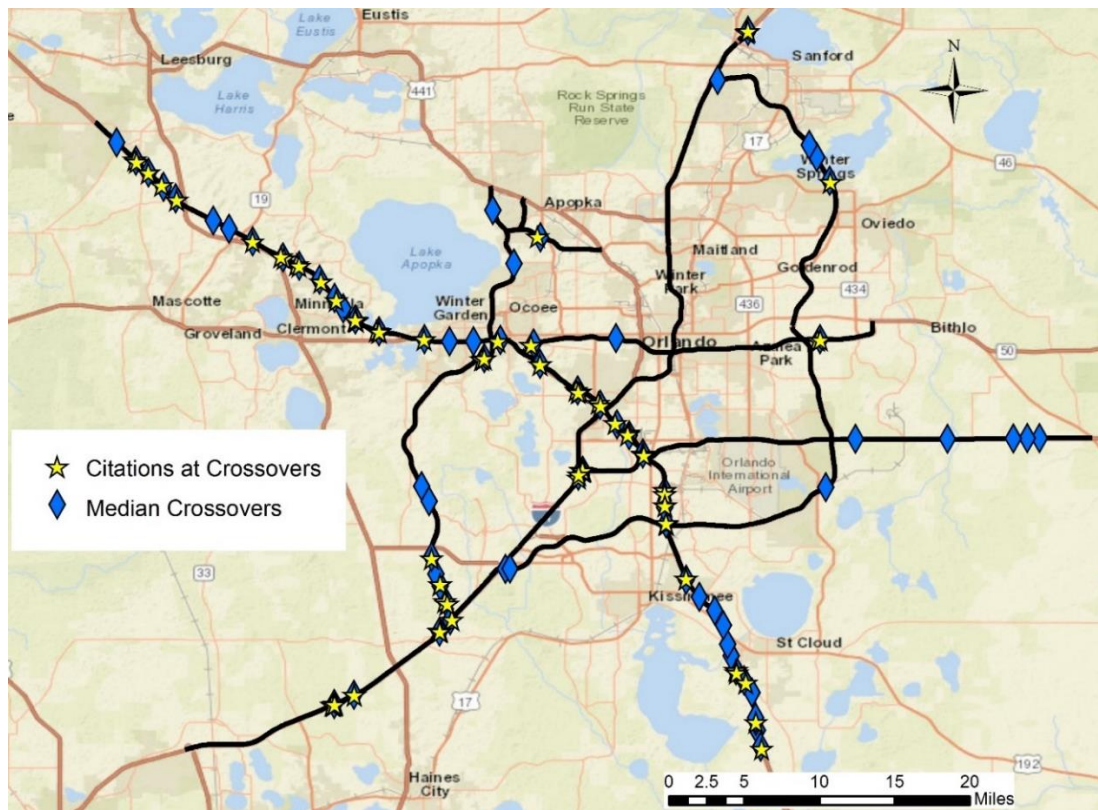 Eustis
Lake
Eustis
Leesburg
Lake
Harris
441
Rock Springs
Run State
Reserve
Sanford
N
17
46
Winter
Springs
19
Apopka
Oviedo
Lake
Apopka
Maitland
Goldenrod
Winter
Park
436
434
Mascotte
Groveland
Clermont
Winter
Garden
Ocoee
Orlando
Park
Bithlo
50
Citations at Crossovers
Median Crossovers
Orlando
International
Airport
33
St Cloud
17
Haines
City
192
0 2.5 5 10 15 20
Miles